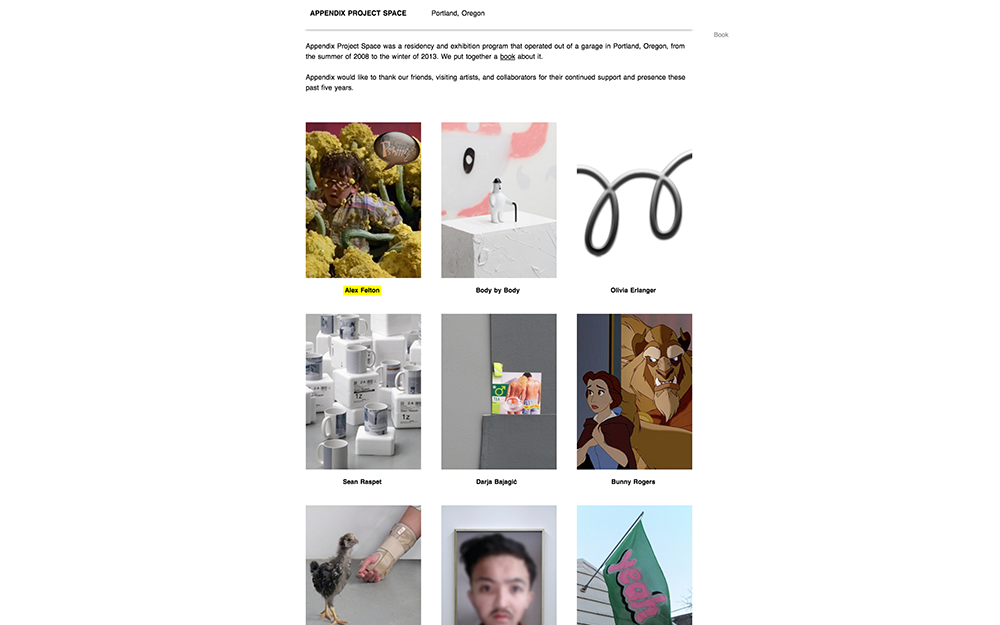 APPENDIX PROJECT SPACE Portland, Oregon
Book
Appendix Project Space was a residency and exhibition program that operated out of a garage in Portland, Oregon, from
the summer of 2008 to the winter of 2013. We put together a book about it.
Appendix would like to thank our friends, visiting artists, and collaborators for their continued support and presence these
past five years.
Alex Felton
Body by Body
Olivia Erlanger
Sean Raspet
Darja Bajagić
Bunny Rogers
yeah